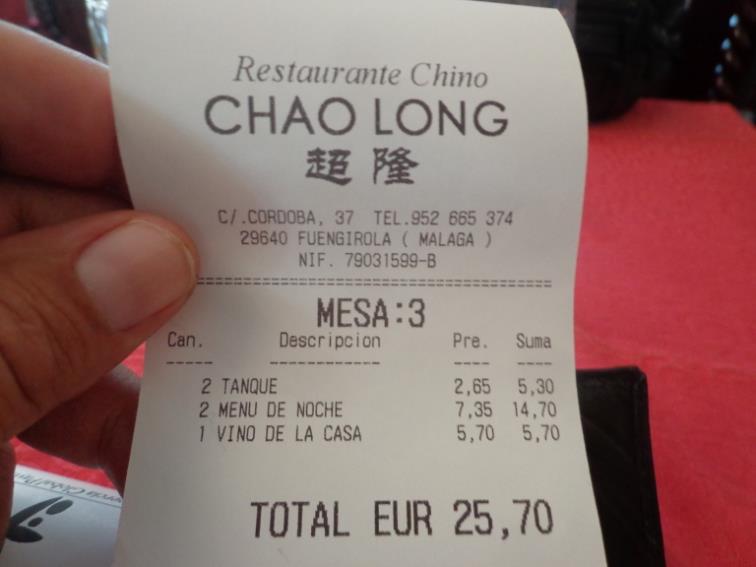 Restaurante Chino
CHAO LONG
超隆
C/.CORDOBA, 37 TEL.952 665 374
29640 FUENGIROLA ( MALAGA )
NIF. 79031599-B
MESA:3
Can. Descripcion Pre. Suma
2 TANQUE 2,65 5,30
2 MENU DE NOCHE 7,35 14,70
1 VINO DE LA CASA 5,70 5,70
TOTAL EUR 25,70